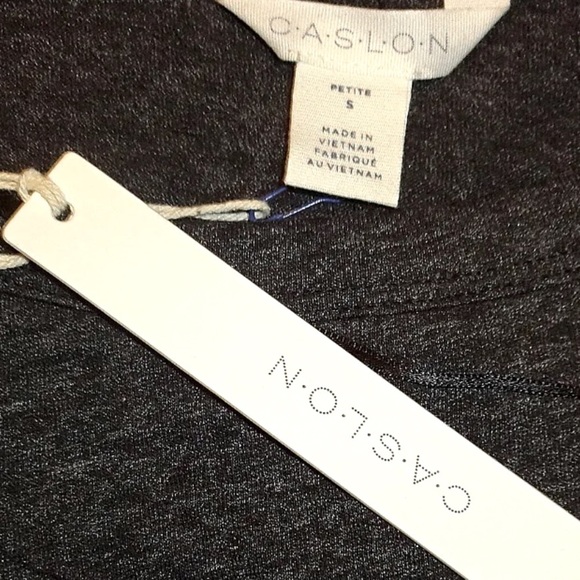 C·A·S·L·O·N
PETITE
S
MADE IN
VIETNAM
FABRIQUÉ
AU VIETNAM
C·A·S·L·O·N